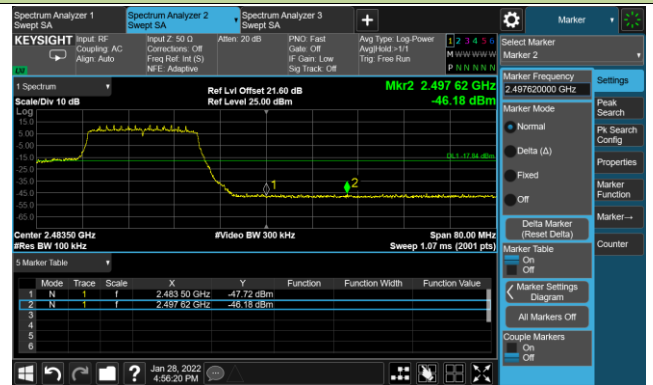 Spectrum Analyzer 1
Swept SA
Spectrum Analyzer 2
Swept SA
Spectrum Analyzer 3
Swept SA
Marker
KEYSIGHT
Input: RF
Coupling: AC
Align: Auto
Input Z: 50 Ω
Corrections: Off
Freq Ref: Int (S)
NFE: Adaptive
Atten: 20 dB
PNO: Fast
Gate: Off
IF Gain: Low
Sig Track: Off
Avg Type: Log-Power
Avg|Hold:>1/1
Trig: Free Run
1 2 3 4 5 6
M W W W W W
P N N N N N
Select Marker
Marker 2
1 Spectrum
Scale/Div 10 dB
Log
Ref Lvl Offset 21.60 dB
Ref Level 25.00 dBm
Mkr2 2.497 62 GHz
-46.18 dBm
15.0
5.00
-5.00
-15.0
-25.0
-35.0
-45.0
-55.0
-65.0
DL1 -17.84 dBm
1
2
Center 2.48350 GHz
#Res BW 100 kHz
#Video BW 300 kHz
Span 80.00 MHz
Sweep 1.07 ms (2001 pts)
5 Marker Table
Mode Trace Scale X Y Function Function Width Function Value
1 N 1 f 2.483 50 GHz -47.72 dBm
2 N 1 f 2.497 62 GHz -46.18 dBm
3
4
5
6
Marker Frequency
2.497620000 GHz
Marker Mode
Normal
Delta (Δ)
Fixed
Off
Delta Marker
(Reset Delta)
Marker Table
On
Off
Marker Settings
Diagram
All Markers Off
Couple Markers
On
Off
Settings
Peak
Search
Pk Search
Config
Properties
Marker
Function
Marker→
Counter
?
Jan 28, 2022
4:56:20 PM